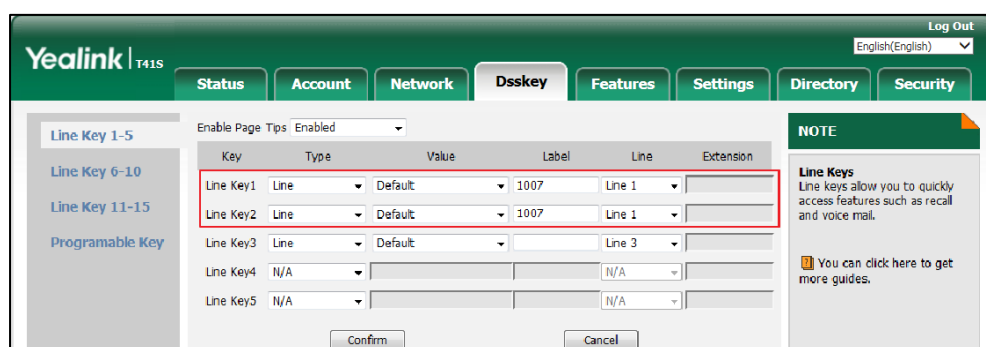 Log Out
Yealink | T41S
English(English)
Status Account Network Dsskey Features Settings Directory Security
Line Key 1-5
Line Key 6-10
Line Key 11-15
Programable Key
Enable Page Tips Enabled
Key Type Value Label Line Extension
Line Key1 Line Default 1007 Line 1
Line Key2 Line Default 1007 Line 1
Line Key3 Line Default Line 3
Line Key4 N/A N/A
Line Key5 N/A N/A
Confirm Cancel
NOTE
Line Keys
Line keys allow you to quickly
access features such as recall
and voice mail.
You can click here to get
more guides.